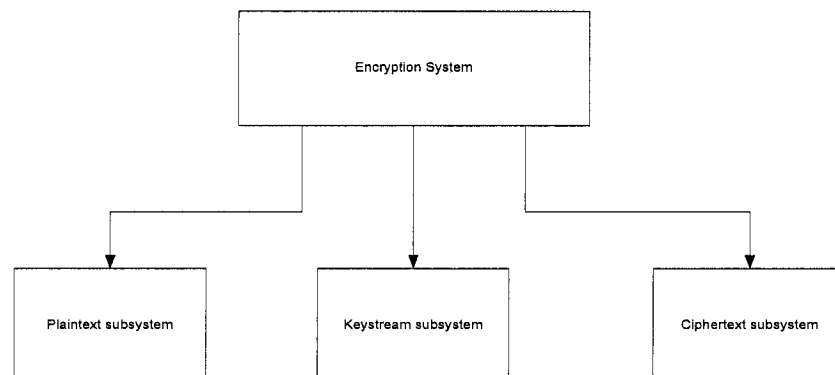 Encryption System
Plaintext subsystem
Keystream subsystem
Ciphertext subsystem